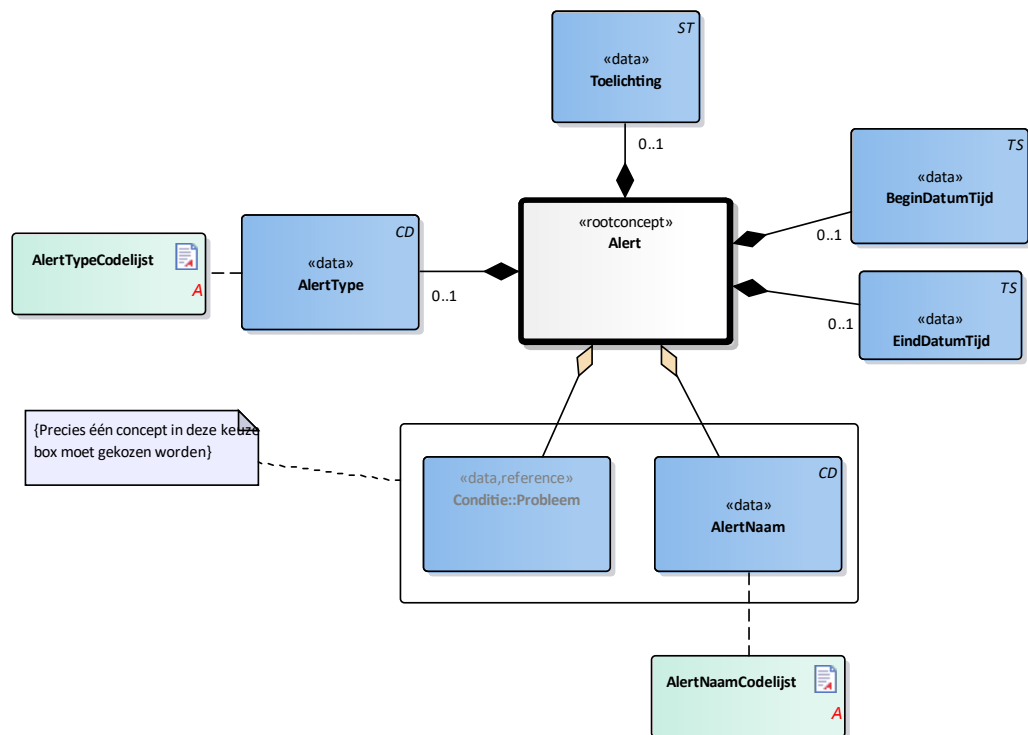 ST
«data»
Toelichting
0..1
TS
«data»
BeginDatumTijd
0..1
«rootconcept»
Alert
CD
«data»
AlertType
0..1
AlertTypeCodelijst
A
TS
«data»
EindDatumTijd
0..1
{Precies één concept in deze keuze
box moet gekozen worden}
«data,reference»
Conditie::Probleem
CD
«data»
AlertNaam
AlertNaamCodelijst
A